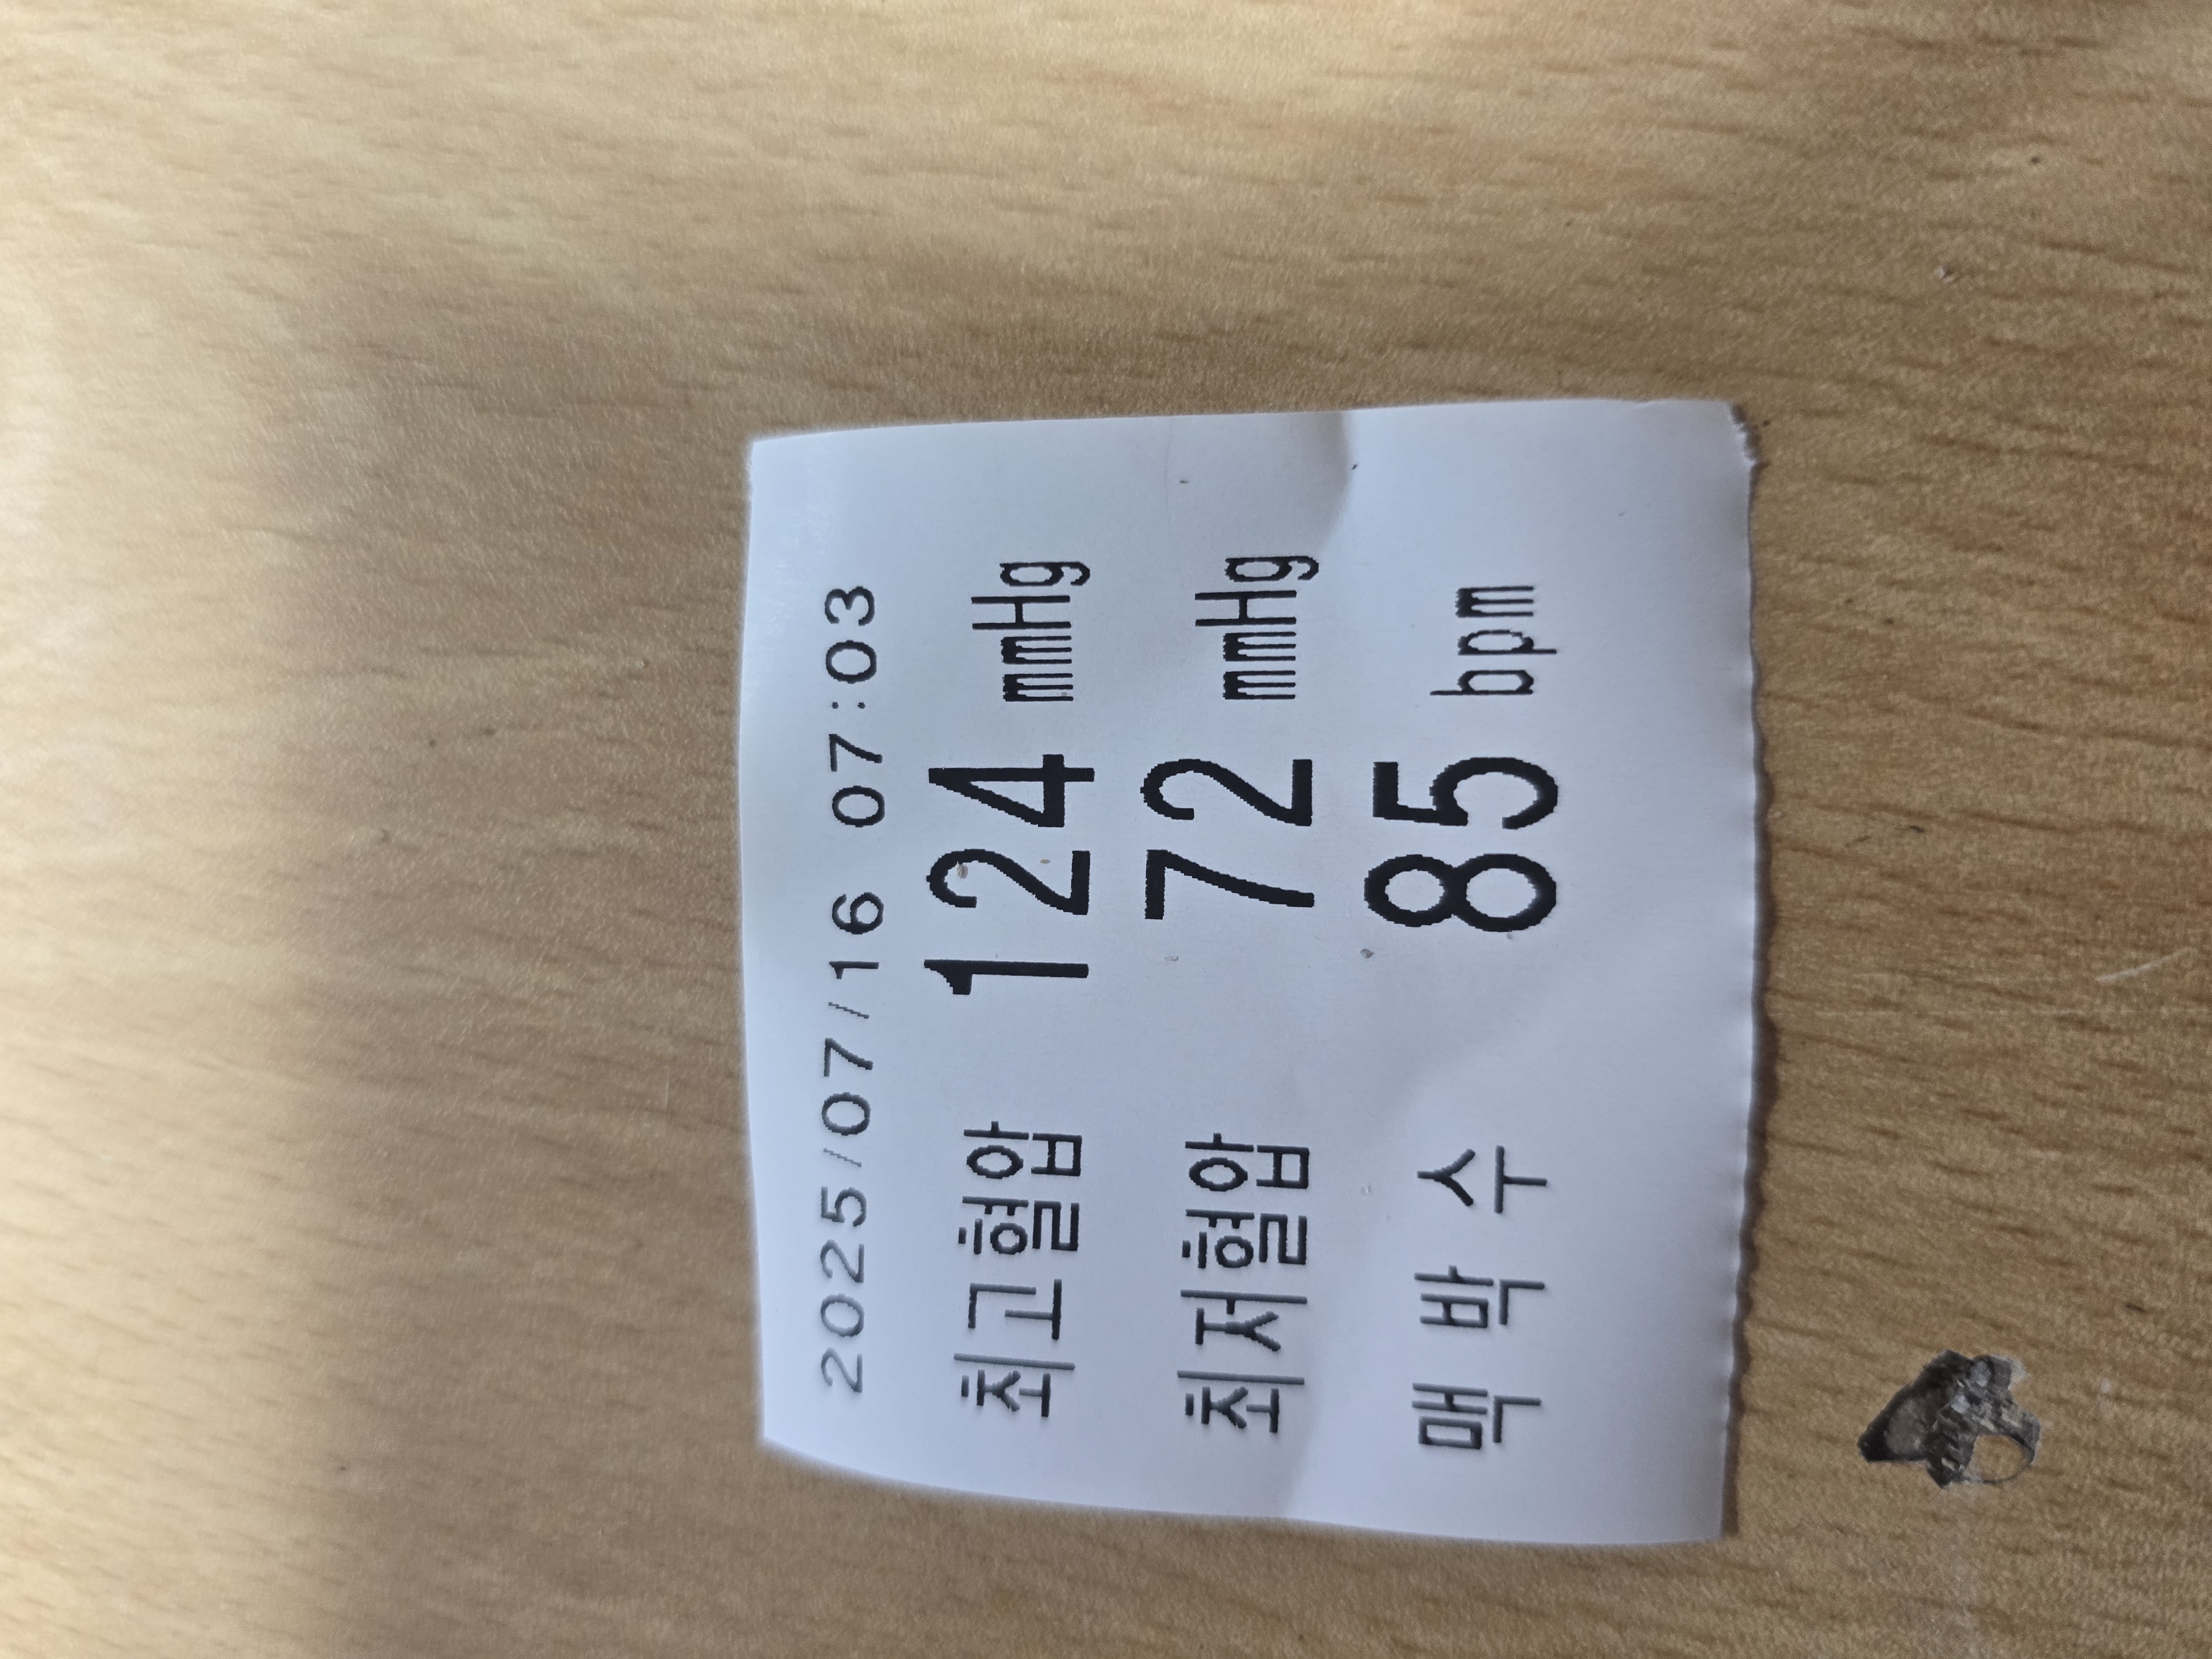 2025/07/16 07:03
최고혈압 124 mmHg
최저혈압 72 mmHg
맥 박 수 85 bpm